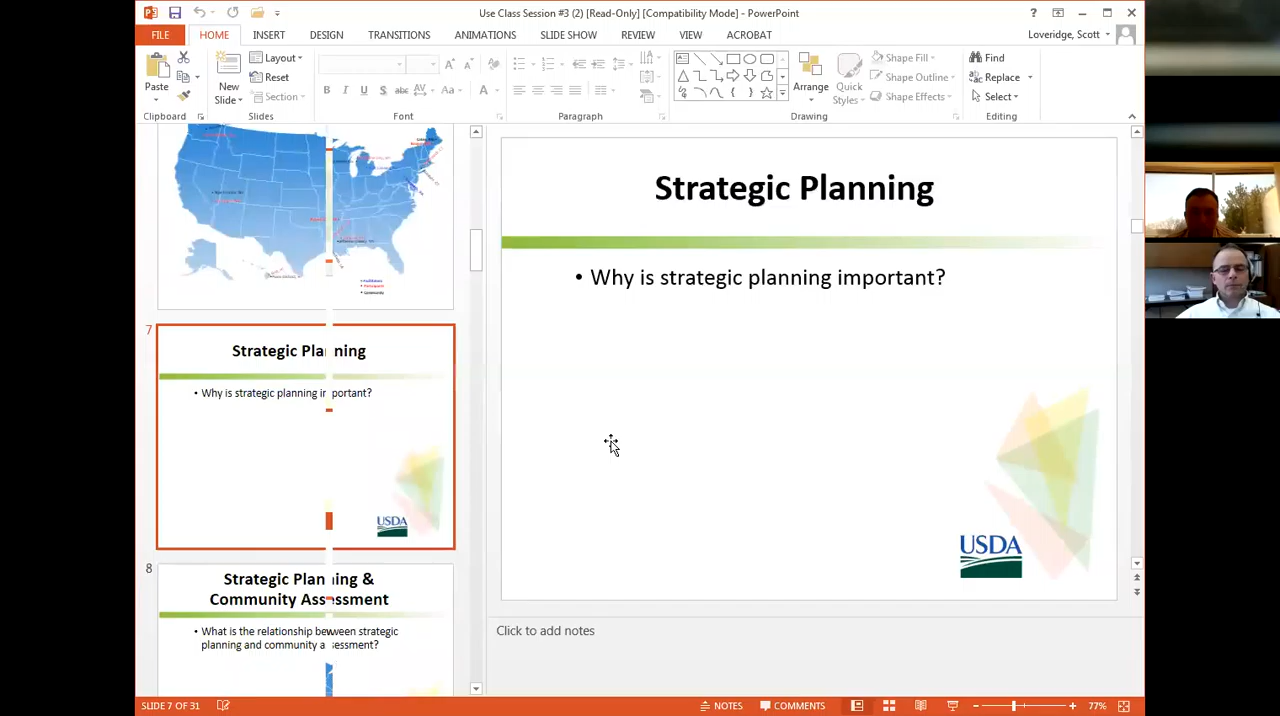 Use Class Session #3 (2) [Read-Only] [Compatibility Mode] - PowerPoint
FILE HOME INSERT DESIGN TRANSITIONS ANIMATIONS SLIDE SHOW REVIEW VIEW ACROBAT
Loveridge, Scott
Paste
New
Slide
Layout
Reset
Section
B I U S abc AV Aa A
Arrange
Quick
Styles
Shape Fill
Shape Outline
Shape Effects
Find
Replace
Select
Clipboard Slides Font Paragraph Drawing Editing
7
Strategic Planning
• Why is strategic planning important?
USDA
8
Strategic Planning &
Community Assessment
• What is the relationship between strategic
planning and community assessment?
Strategic Planning
• Why is strategic planning important?
USDA
Click to add notes
SLIDE 7 OF 31
NOTES COMMENTS
77%